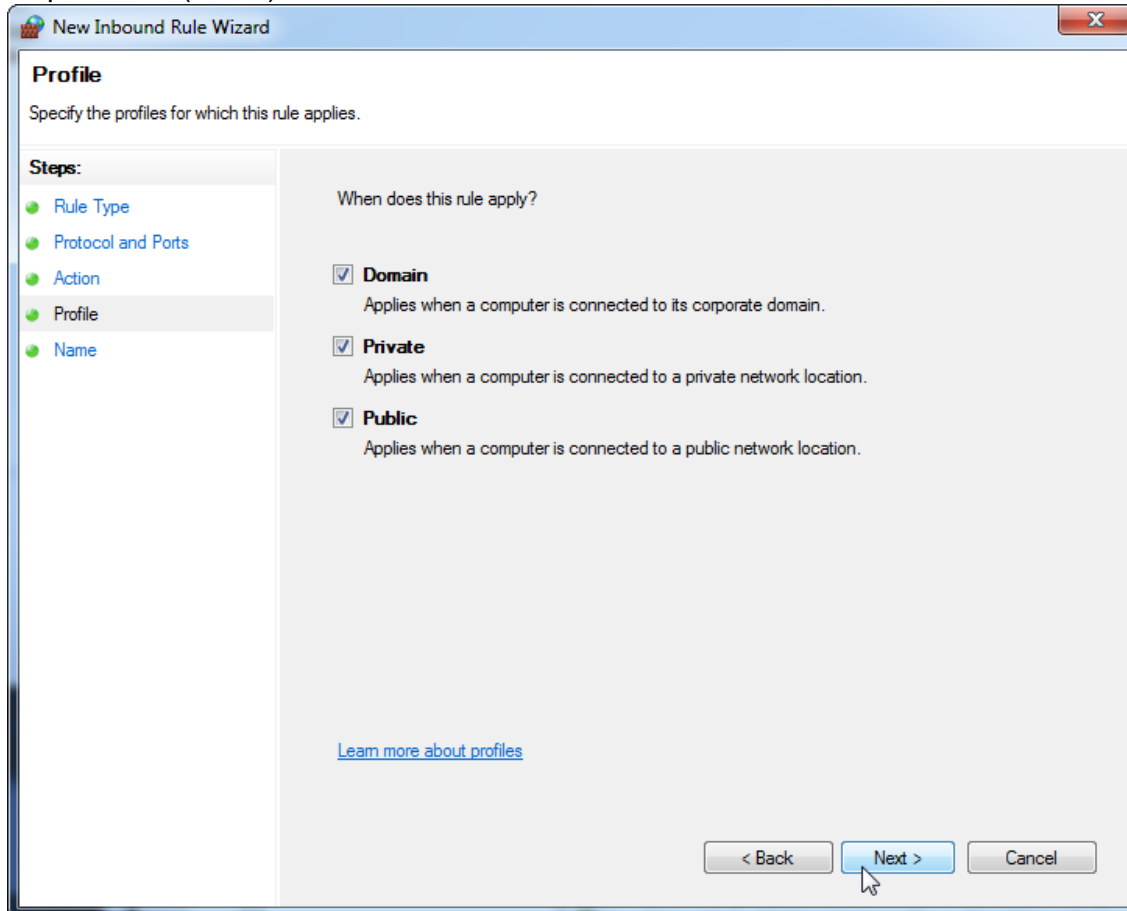 New Inbound Rule Wizard
Profile
Specify the profiles for which this rule applies.
Steps:
Rule Type
Protocol and Ports
Action
Profile
Name
When does this rule apply?
Domain
Applies when a computer is connected to its corporate domain.
Private
Applies when a computer is connected to a private network location.
Public
Applies when a computer is connected to a public network location.
Learn more about profiles
< Back
Next >
Cancel